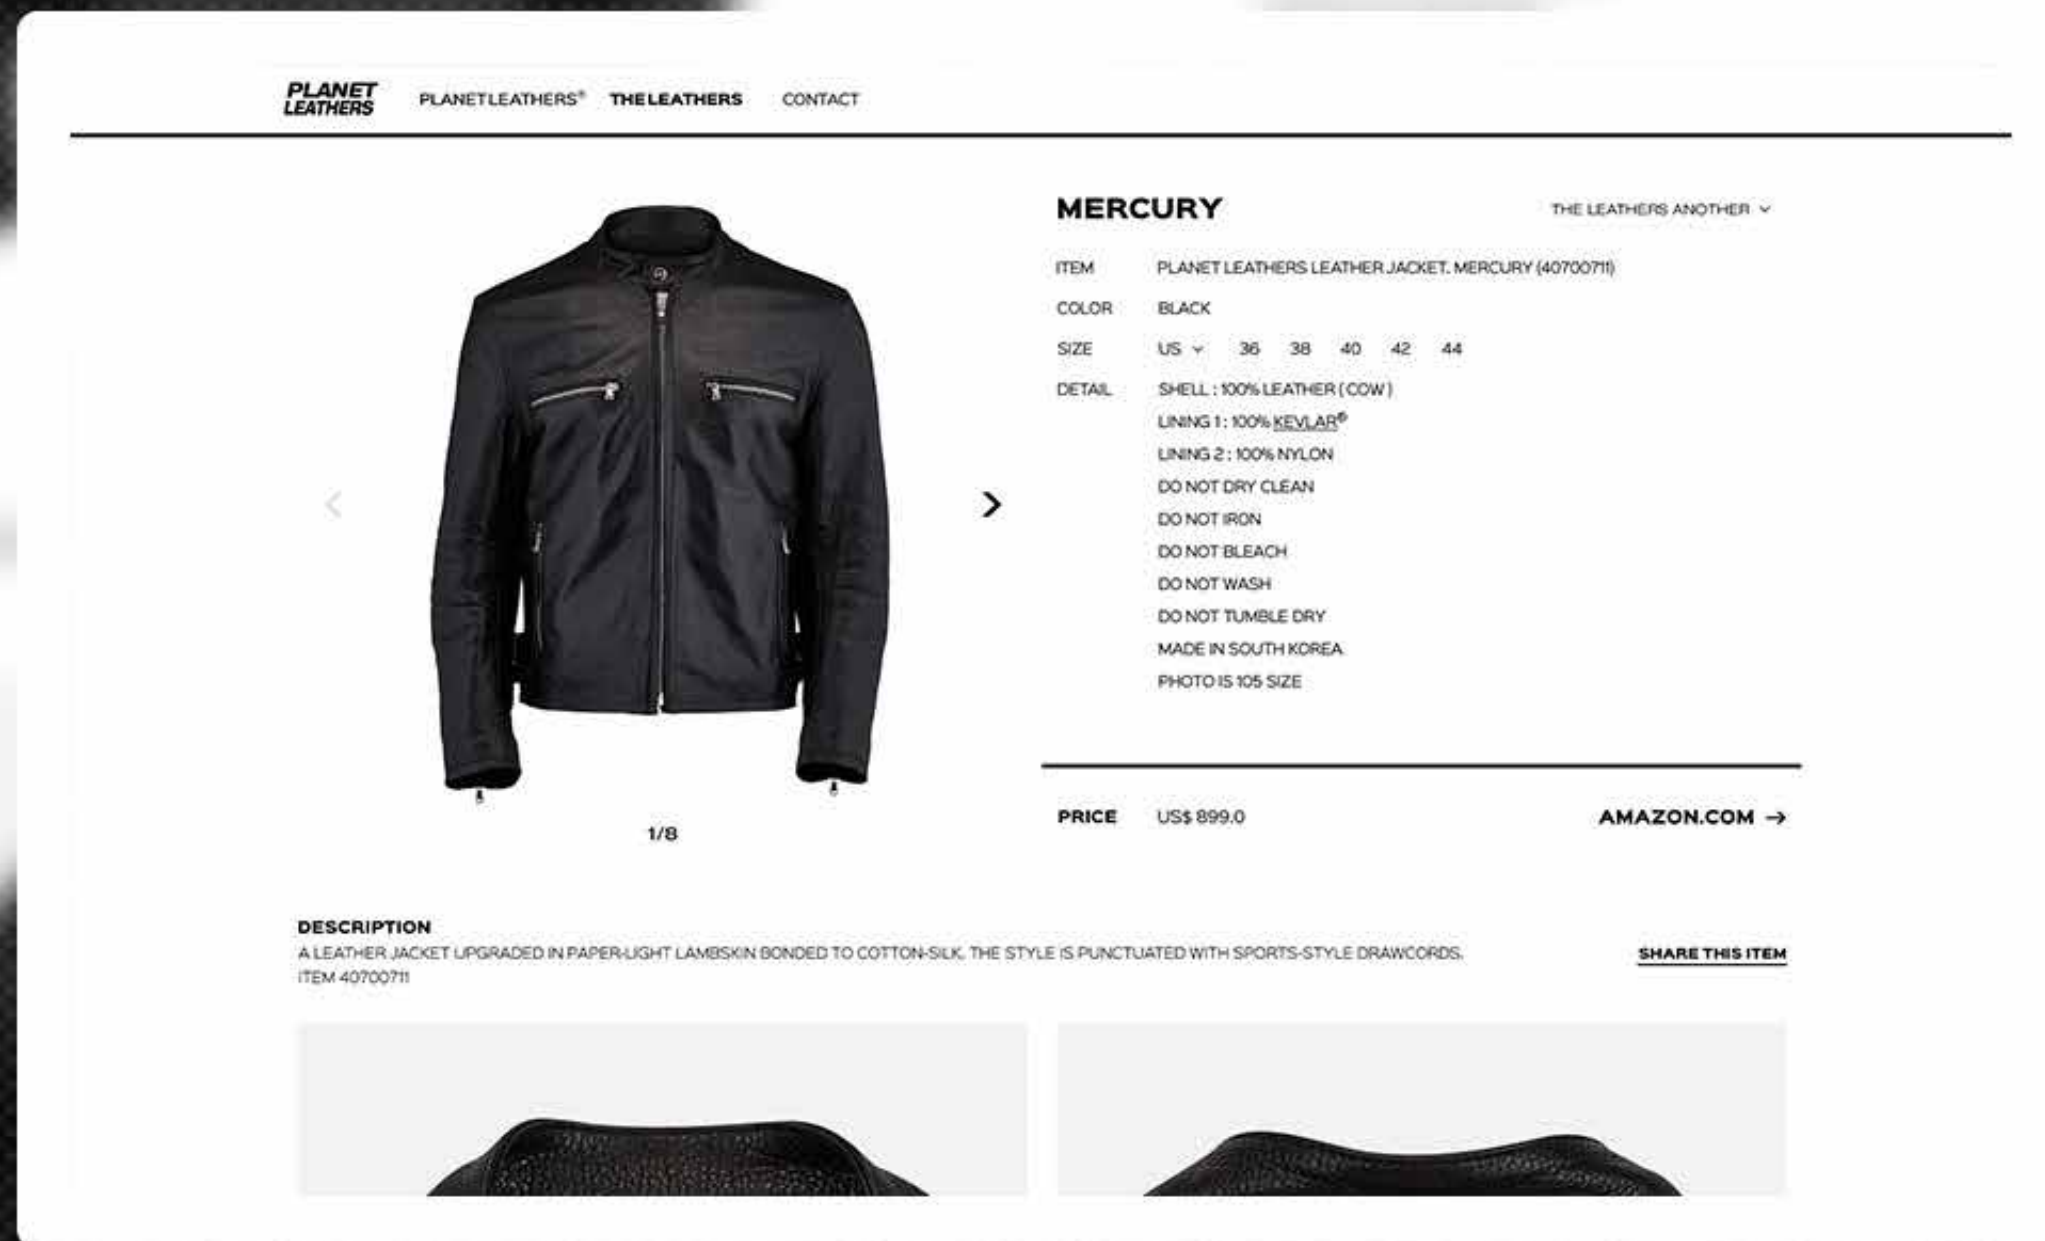 PLANET
LEATHERS
PLANETLEATHERS® THE LEATHERS CONTACT
MERCURY THE LEATHERS ANOTHER
ITEM PLANET LEATHERS LEATHER JACKET. MERCURY (40700711)
COLOR BLACK
SIZE US 36 38 40 42 44
DETAIL SHELL : 100% LEATHER ( COW )
LINING 1 : 100% KEVLAR®
LINING 2 : 100% NYLON
DO NOT DRY CLEAN
DO NOT IRON
DO NOT BLEACH
DO NOT WASH
DO NOT TUMBLE DRY
MADE IN SOUTH KOREA
PHOTO IS 105 SIZE
1/8
PRICE US$ 899.0 AMAZON.COM →
DESCRIPTION
A LEATHER JACKET UPGRADED IN PAPER-LIGHT LAMBSKIN BONDED TO COTTON-SILK. THE STYLE IS PUNCTUATED WITH SPORTS-STYLE DRAWCORDS. SHARE THIS ITEM
ITEM 40700711